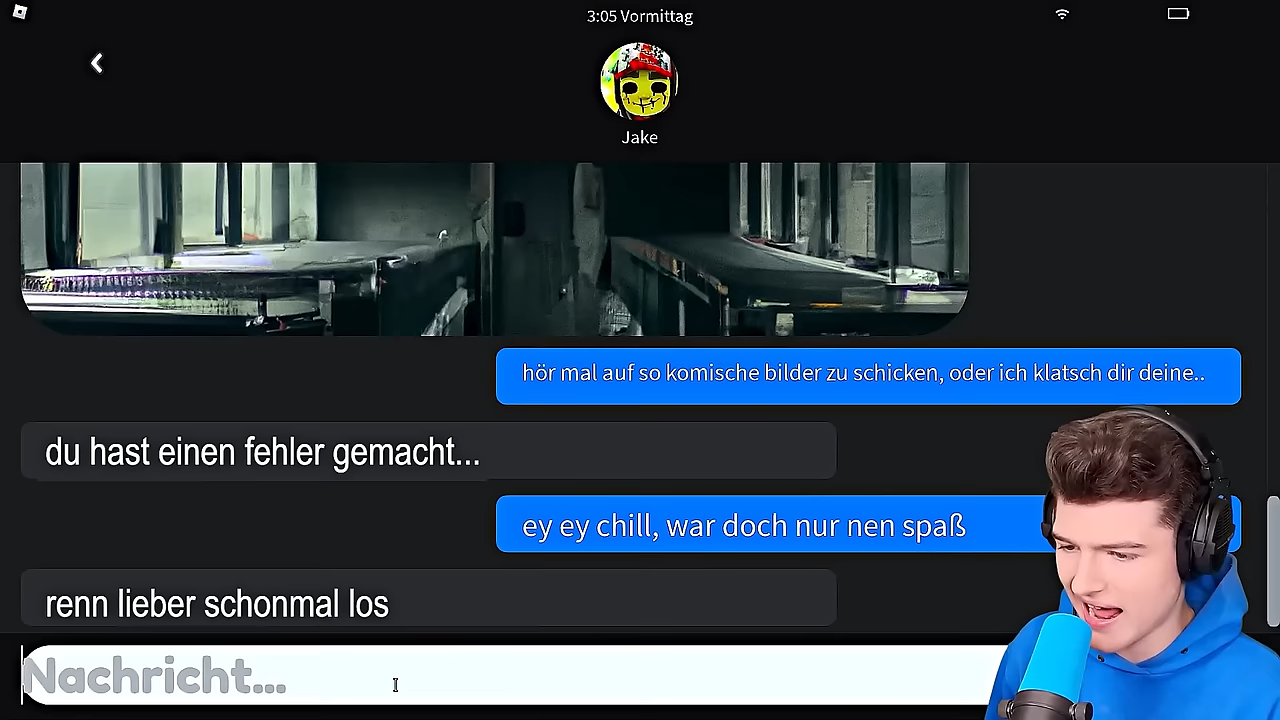 3:05 Vormittag
Jake
hör mal auf so komische bilder zu schicken, oder ich klatsch dir deine..
du hast einen fehler gemacht...
ey ey chill, war doch nur nen spaß
renn lieber schonmal los
Nachricht...